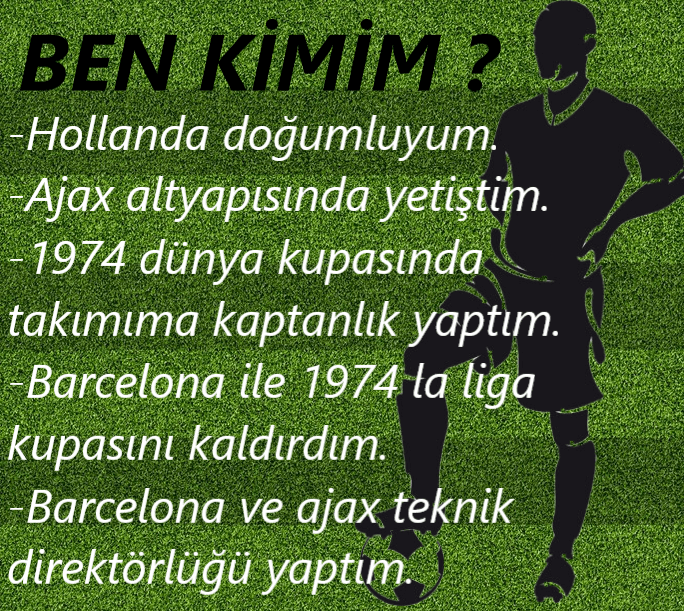 BEN KİMİM ?
-Hollanda doğumluyum.
-Ajax altyapısında yetiştim.
-1974 dünya kupasında
takımıma kaptanlık yaptım.
-Barcelona ile 1974 la liga
kupasını kaldırdım.
-Barcelona ve ajax teknik
direktörlüğü yaptım.